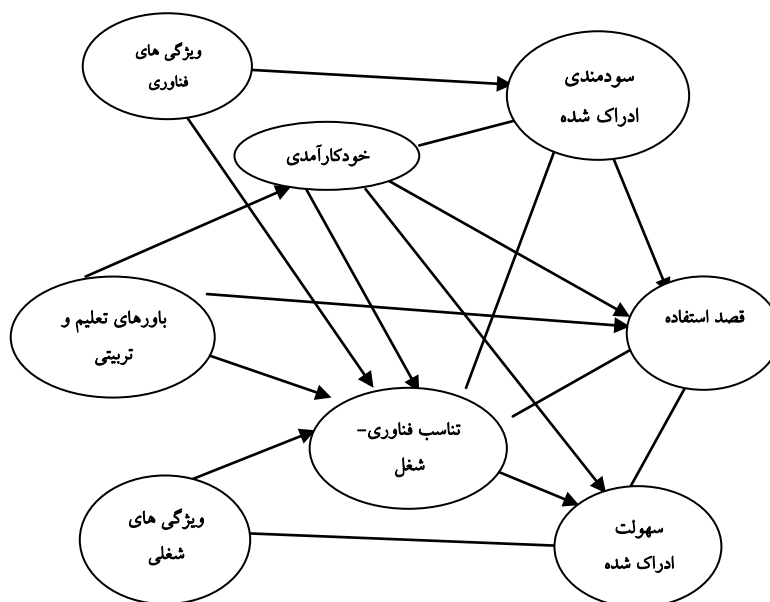 ویژگی های
فناوری
سودمندی
ادراک شده
خودکارآمدی
باورهای تعلیم و
تربیتی
قصد استفاده
تناسب فناوری-
شغل
ویژگی های
شغلی
سهولت
ادراک شده